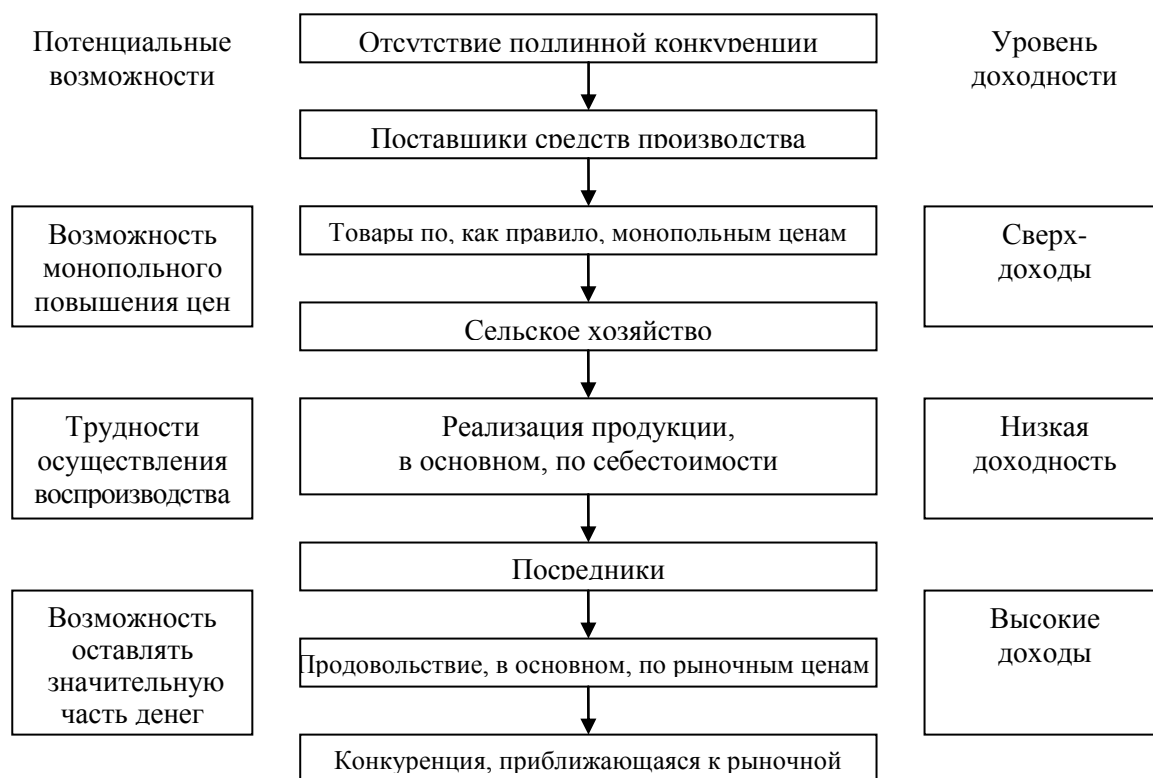 Потенциальные
возможности
Отсутствие подлинной конкуренции
Уровень
доходности
Поставщики средств производства
Возможность
монопольного
повышения цен
Товары по, как правило, монопольным ценам
Сверх-
доходы
Сельское хозяйство
Трудности
осуществления
воспроизводства
Реализация продукции,
в основном, по себестоимости
Низкая
доходность
Посредники
Возможность
оставлять
значительную
часть денег
Продовольствие, в основном, по рыночным ценам
Высокие
доходы
Конкуренция, приближающаяся к рыночной